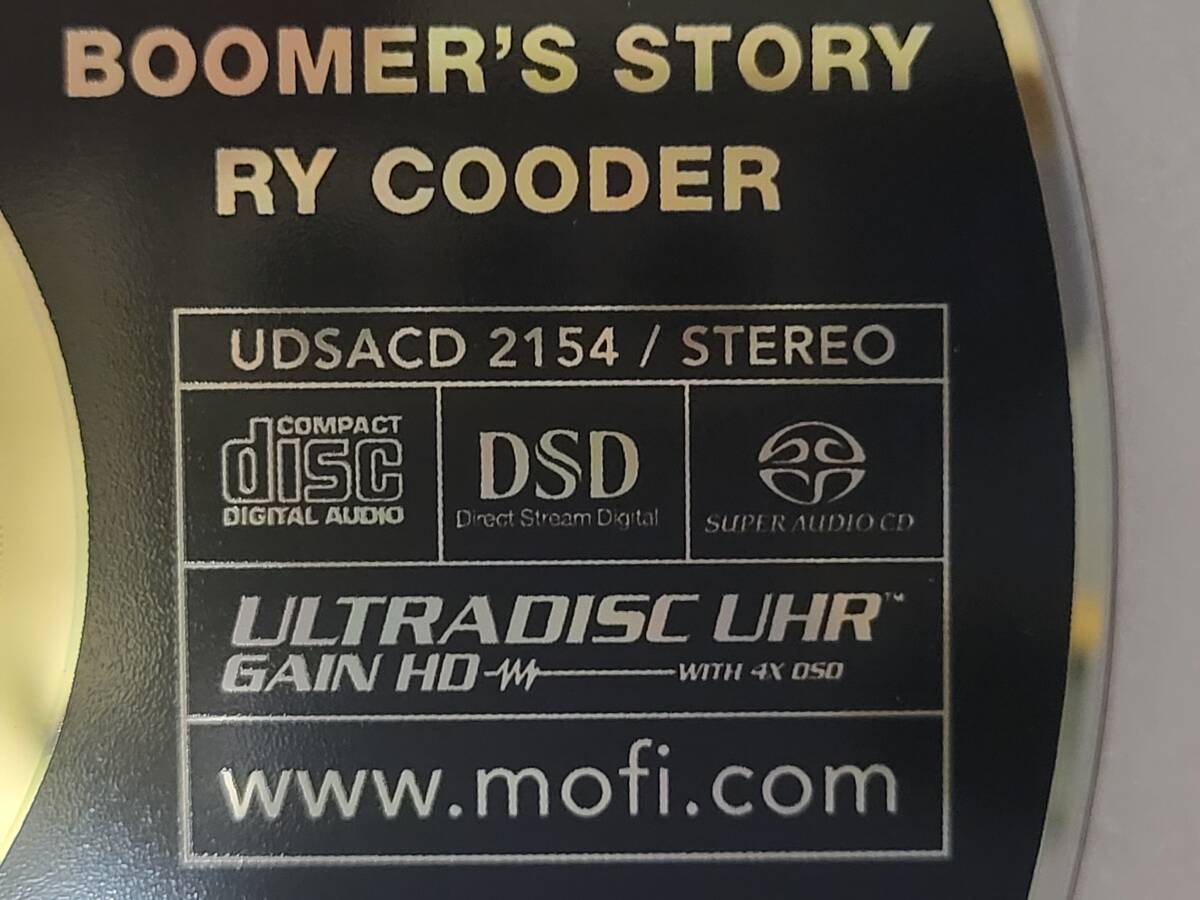 BOOMER'S STORY
RY COODER
UDSACD 2154 / STEREO
COMPACT
disc
DIGITAL AUDIO
DSD
Direct Stream Digital
SUPER AUDIO CD
ULTRADISC UHR™
GAIN HD WITH 4X DSD
www.mofi.com